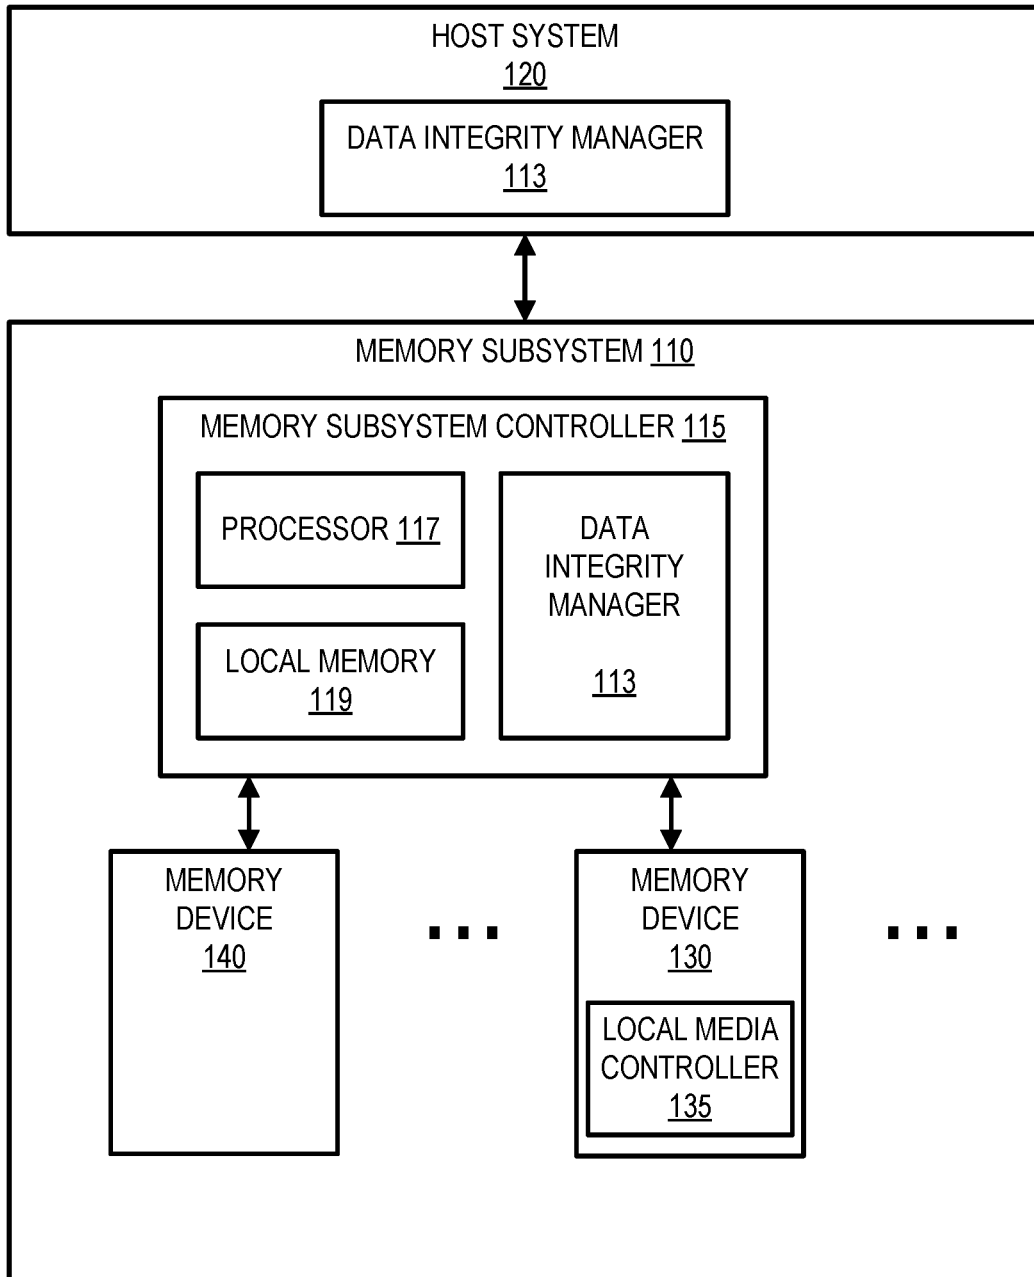 HOST SYSTEM
120
DATA INTEGRITY MANAGER
113
MEMORY SUBSYSTEM 110
MEMORY SUBSYSTEM CONTROLLER 115
PROCESSOR 117
LOCAL MEMORY
119
DATA
INTEGRITY
MANAGER
113
MEMORY
DEVICE
140
MEMORY
DEVICE
130
LOCAL MEDIA
CONTROLLER
135